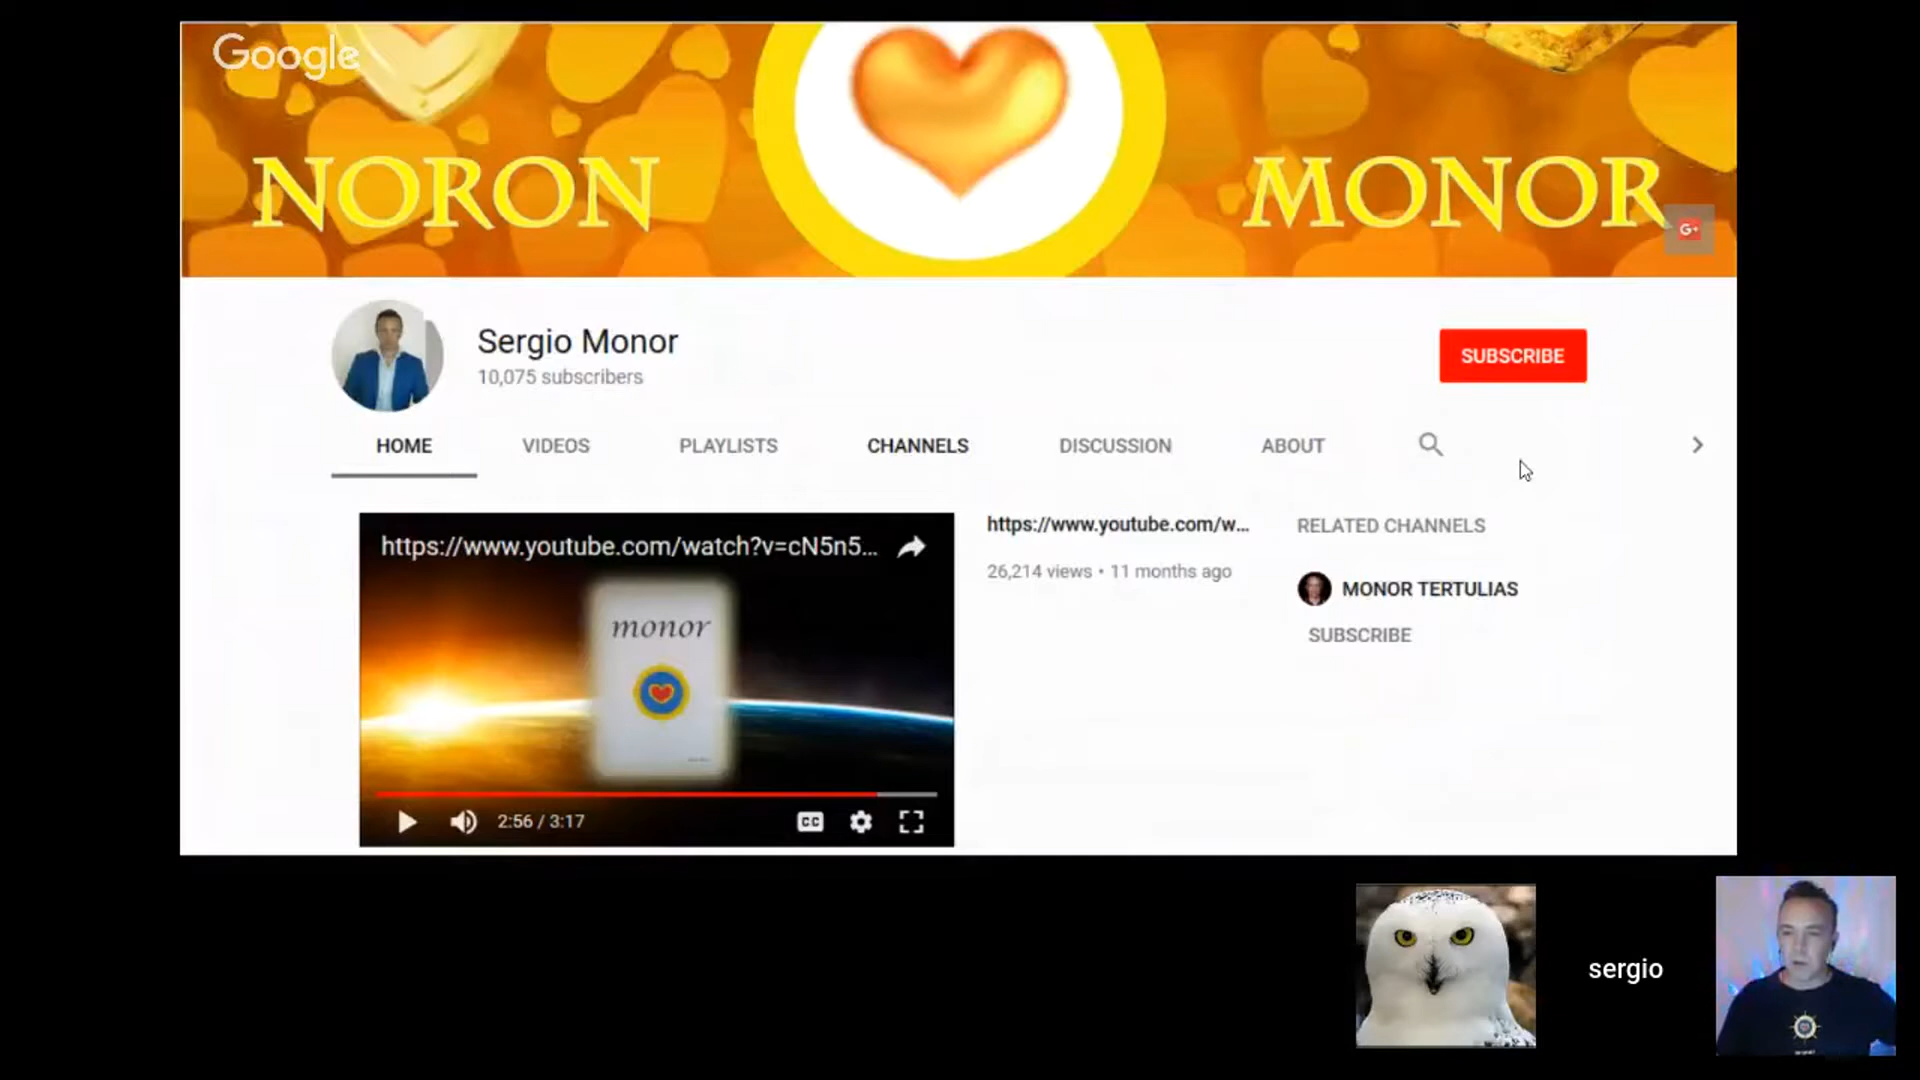 Google
NORON
MONOR
G+
Sergio Monor
10,075 subscribers
SUBSCRIBE
HOME
VIDEOS
PLAYLISTS
CHANNELS
DISCUSSION
ABOUT
https://www.youtube.com/watch?v=cN5n5...
monor
2:56 / 3:17
CC
https://www.youtube.com/w...
26,214 views • 11 months ago
RELATED CHANNELS
MONOR TERTULIAS
SUBSCRIBE
sergio